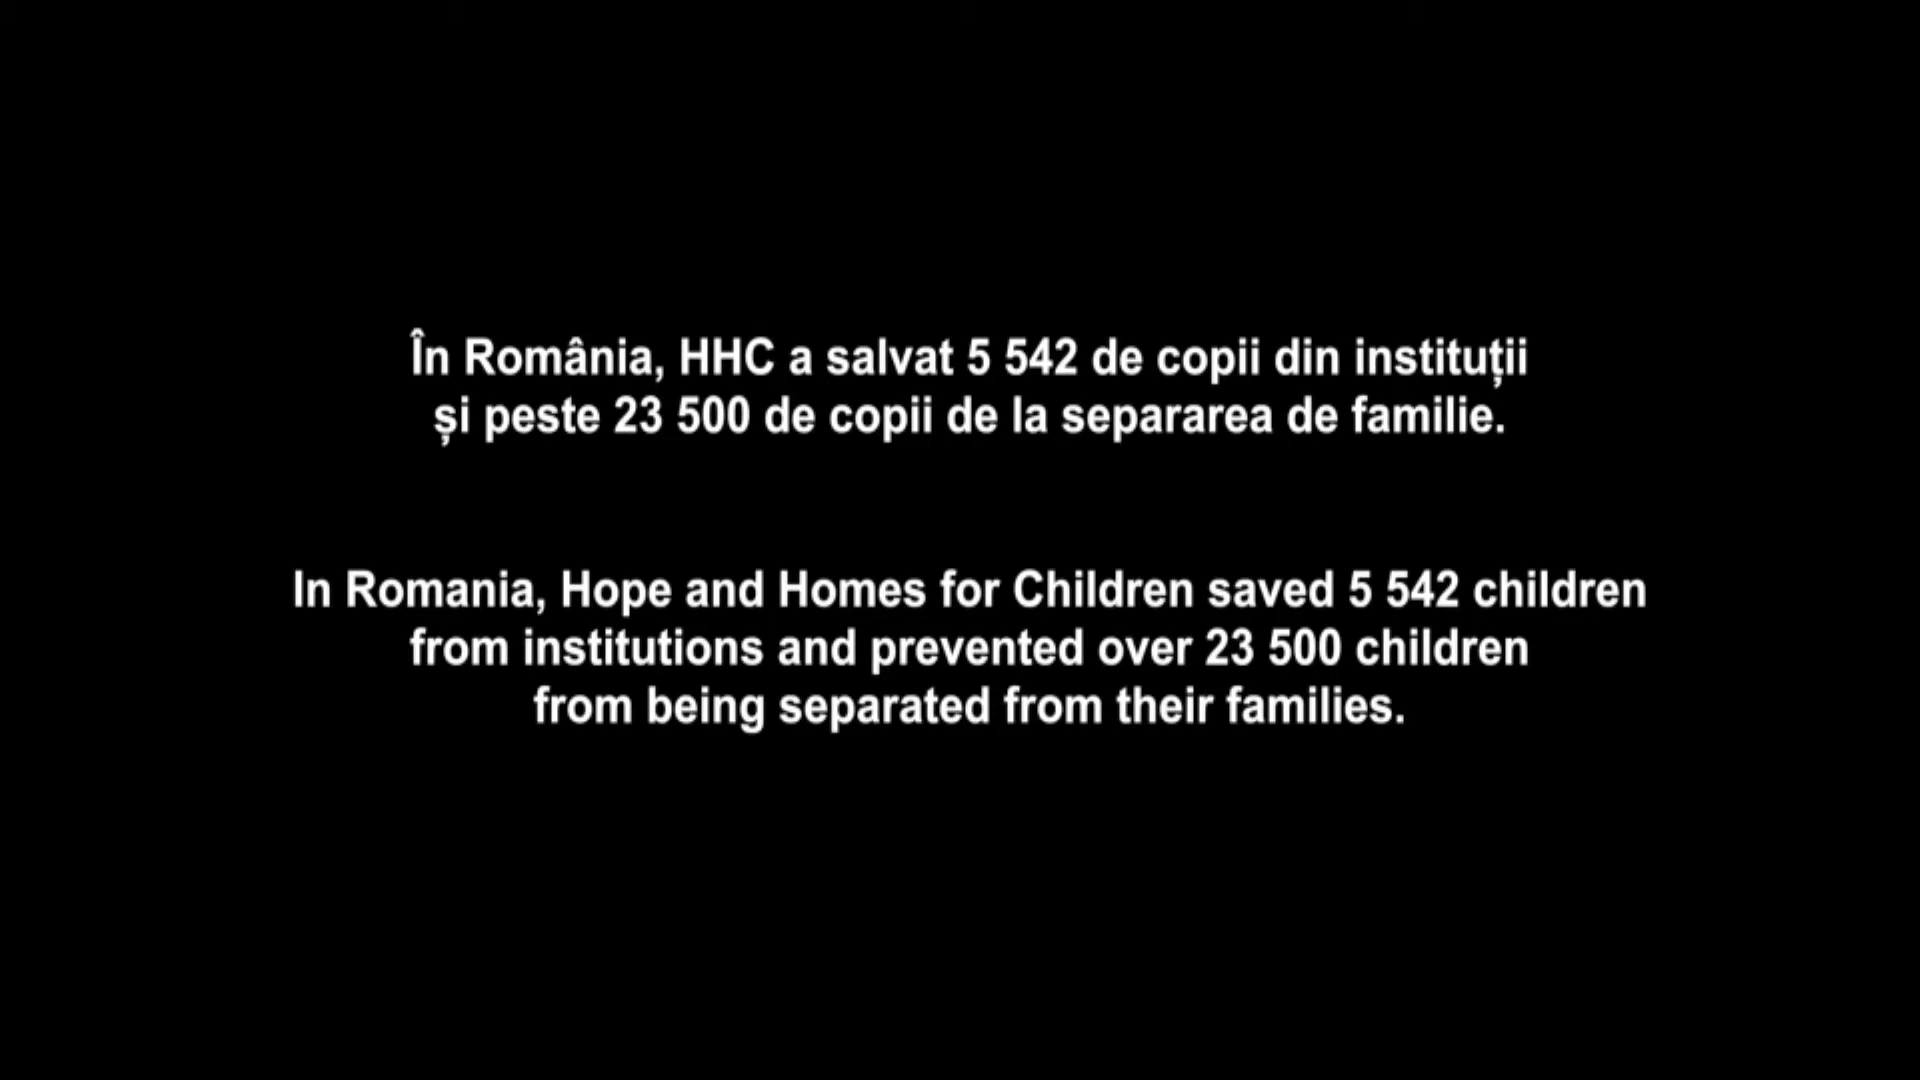 În România, HHC a salvat 5 542 de copii din instituții
și peste 23 500 de copii de la separarea de familie.
In Romania, Hope and Homes for Children saved 5 542 children
from institutions and prevented over 23 500 children
from being separated from their families.